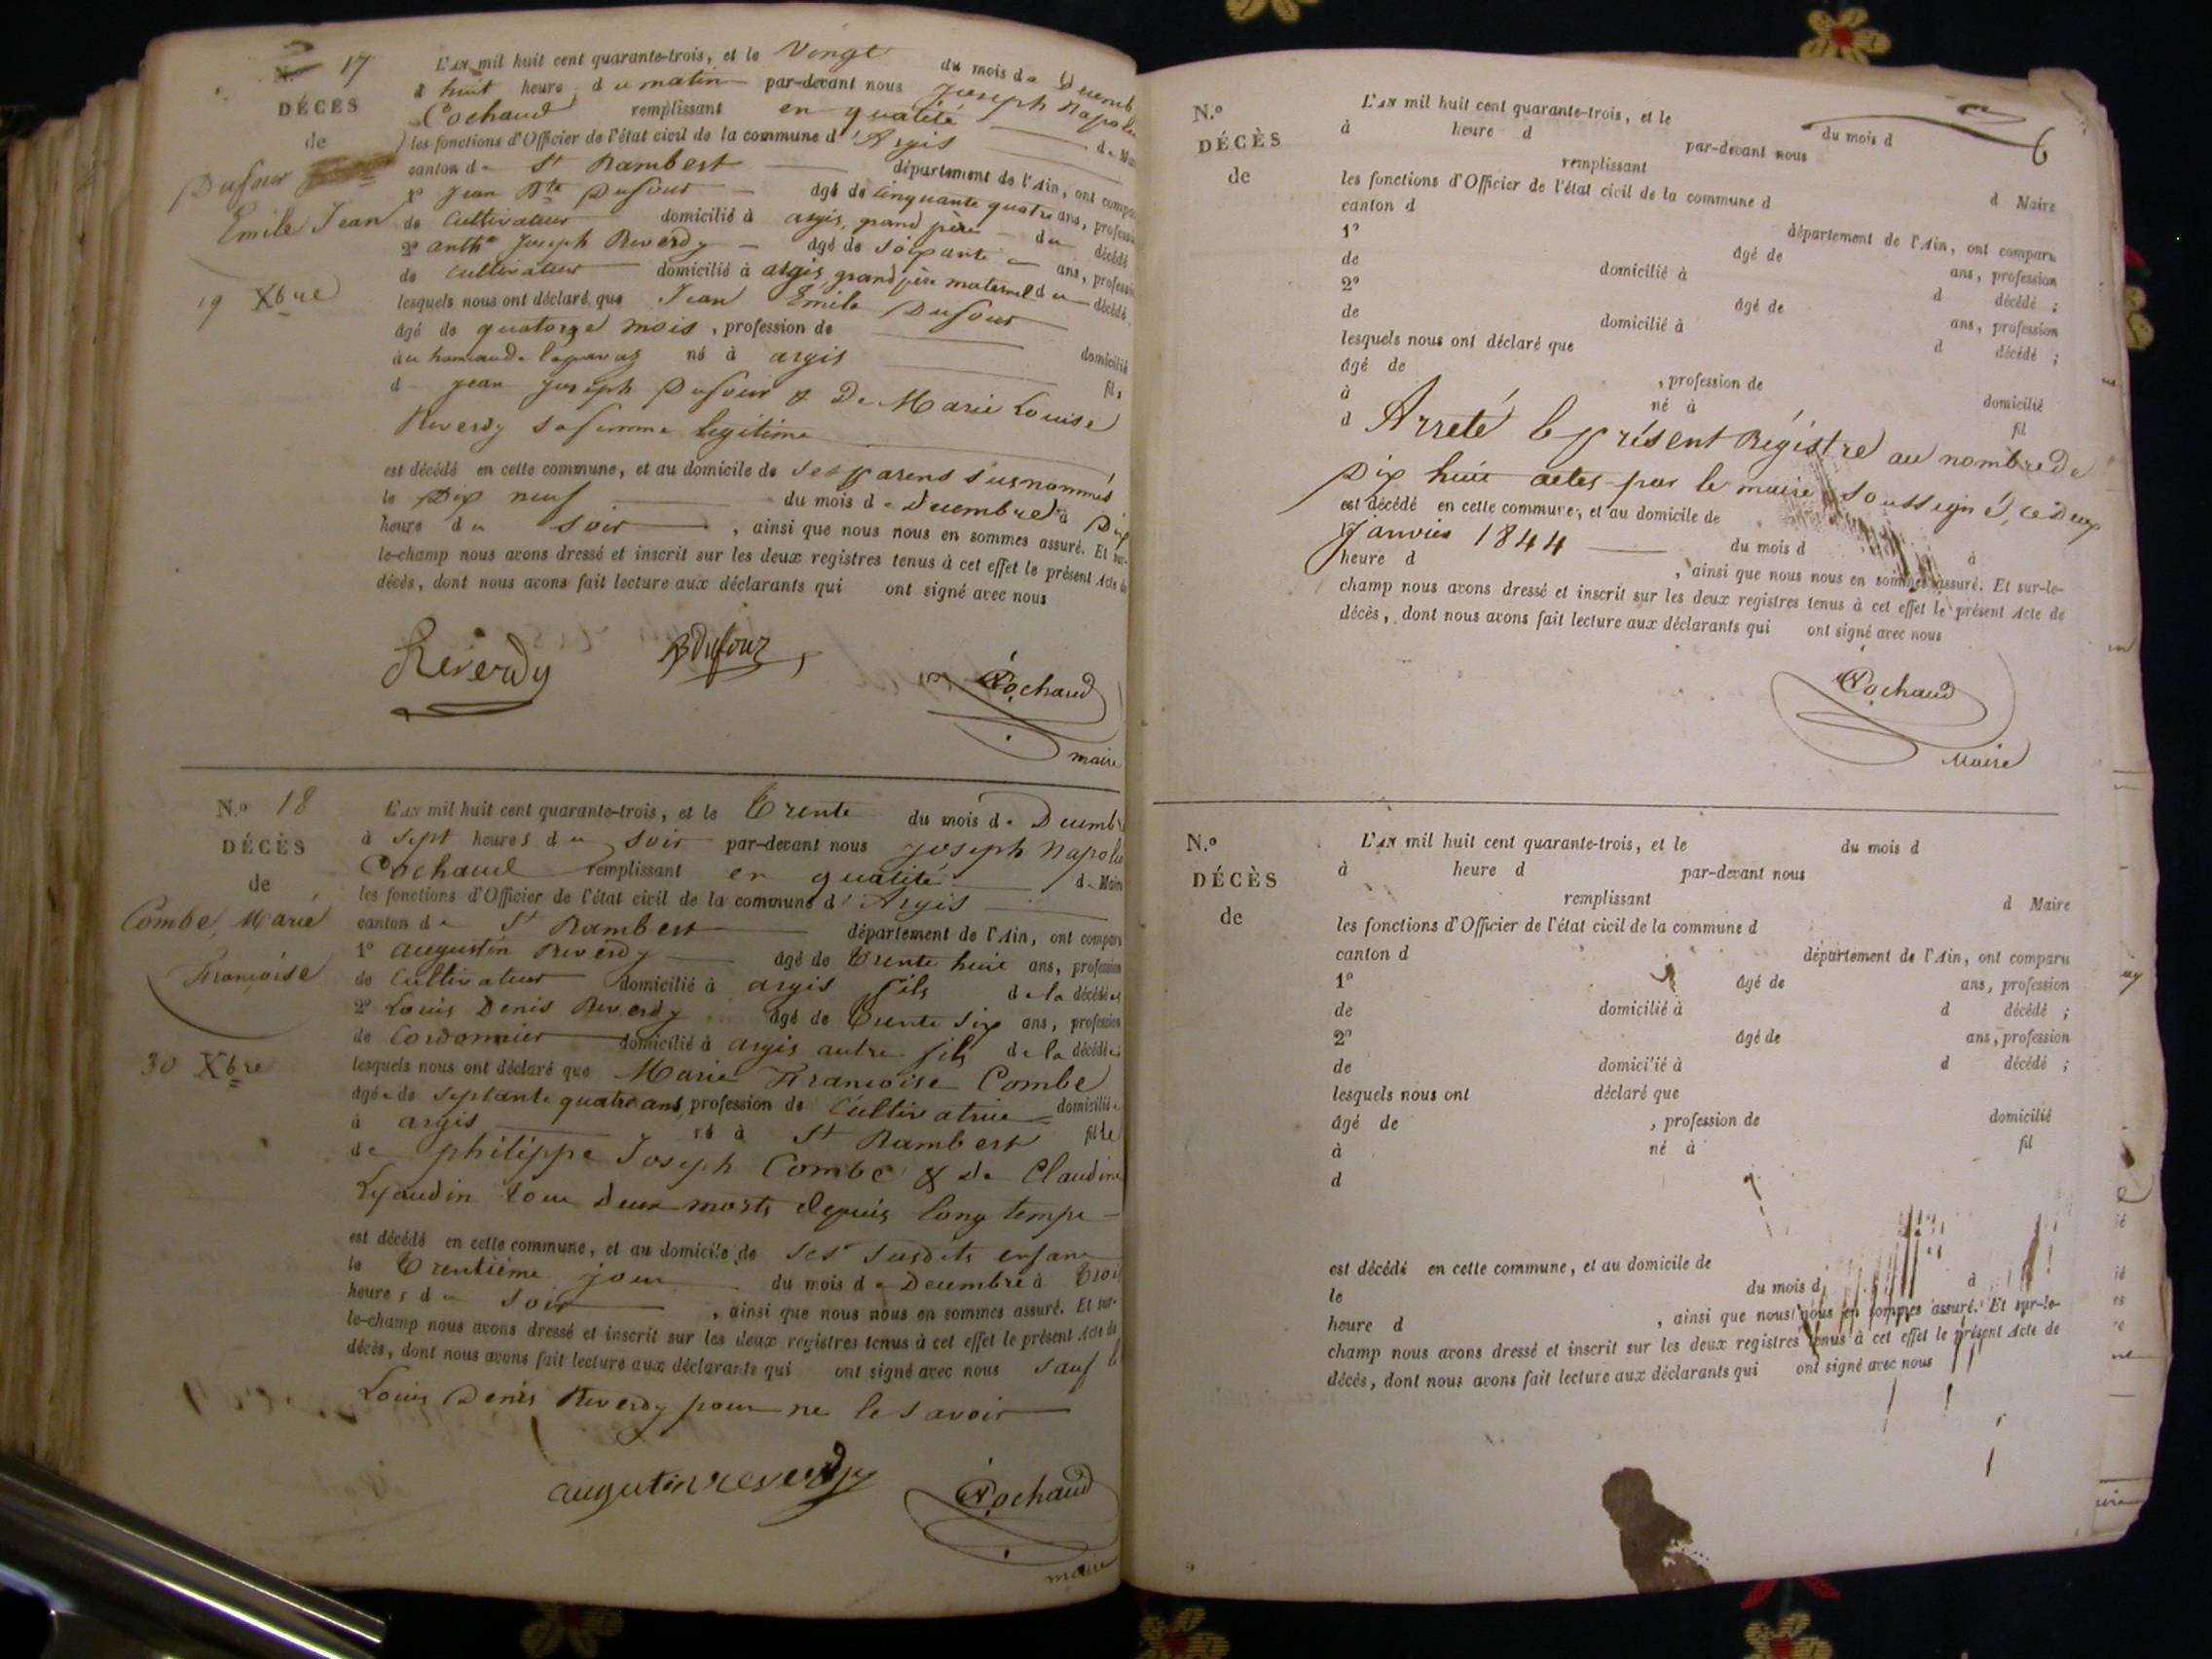 N.º 17
DÉCÈS
de
Dufour
Emile Jean
19 Xbre
L'AN mil huit cent quarante-trois, et le Vingt du mois de Decemb
à huit heure du matin par-devant nous Joseph Napoleo
Cochaud remplissant en qualité de Mai
les fonctions d'Officier de l'état civil de la commune d'Argis
canton de St Rambert département de l'Ain, ont compar
1º Jean Bte Dufour âgé de Cinquante quatre ans, professi
de Cultivateur domicilié à argis, grand père du décédé
2º anthe Joseph Reverdy âgé de Soixante ans, professi
de Cultivateur domicilié à argis, grand père maternel du décédé
lesquels nous ont déclaré que Jean Emile Dufour
âgé de quatorze mois, profession de domicilié
au hameau de né à argis fils
d Jean Joseph Dufour & De Marie Louise
Reverdy sa femme legitime
est décédé en cette commune, et au domicile de ses parens susnommés
le Dix neuf du mois de Decembre à Dix
heure du soir, ainsi que nous nous en sommes assuré. Et sur-
le-champ nous avons dressé et inscrit sur les deux registres tenus à cet effet le présent Acte de
décès, dont nous avons fait lecture aux déclarants qui ont signé avec nous
Reverdy
BDufour
Cochaud
maire
N.º 18
DÉCÈS
de
Combe, Marie
Françoise
30 Xbre
L'AN mil huit cent quarante-trois, et le Trente du mois de Decembr
à Sept heures du soir par-devant nous Joseph Napole
Cochaud remplissant en qualité de Maire
les fonctions d'Officier de l'état civil de la commune d'Argis
canton de St Rambert département de l'Ain, ont comparu
1º Augustin Reverdy âgé de Trente huit ans, profession
de Cultivateur domicilié à argis fils de la décédée
2º Louis Denis Reverdy âgé de Trente Six ans, profession
de Cordonnier domicilié à argis autre fils de la décédée
lesquels nous ont déclaré que Marie Françoise Combe
âgée de septante quatre ans, profession de Cultivatrice domiciliée
à argis né à St Rambert fille
de philippe Joseph Combe & de Claudine
tous deux morts depuis long temps
est décédé en cette commune, et au domicile de ses susdits enfans
le Trentième jour du mois de Decembre à Trois
heures du soir, ainsi que nous nous en sommes assuré. Et sur-
le-champ nous avons dressé et inscrit sur les deux registres tenus à cet effet le présent Acte de
décès, dont nous avons fait lecture aux déclarants qui ont signé avec nous sauf le
Louis Denis Reverdy pour ne le savoir
augutin reverdy
Cochaud
maire
6
N.º
DÉCÈS
de
L'AN mil huit cent quarante-trois, et le du mois d
à heure d par-devant nous
remplissant d Maire
les fonctions d'Officier de l'état civil de la commune d
canton d département de l'Ain, ont comparu
1º âgé de ans, profession
de domicilié à d décédé ;
2º âgé de ans, profession
de domicilié à d décédé ;
lesquels nous ont déclaré que
âgé de , profession de domicilié
à né à fil
d
Arreté le présent Régistre au nombre de
Dix huit actes par le maire soussigné, ce Deux
est décédé en cette commune, et au domicile de
Janvier 1844
le du mois d à
heure d , ainsi que nous nous en sommes assuré. Et sur-le-
champ nous avons dressé et inscrit sur les deux registres tenus à cet effet le présent Acte de
décès, dont nous avons fait lecture aux déclarants qui ont signé avec nous
Cochaud
Maire
N.º
DÉCÈS
de
L'AN mil huit cent quarante-trois, et le du mois d
à heure d par-devant nous
remplissant d Maire
les fonctions d'Officier de l'état civil de la commune d
canton d département de l'Ain, ont comparu
1º âgé de ans, profession
de domicilié à d décédé ;
2º âgé de ans, profession
de domicilié à d décédé ;
lesquels nous ont déclaré que
âgé de , profession de domicilié
à né à fil
d
est décédé en cette commune, et au domicile de
le du mois d à
heure d , ainsi que nous nous en sommes assuré. Et sur-le-
champ nous avons dressé et inscrit sur les deux registres tenus à cet effet le présent Acte de
décès, dont nous avons fait lecture aux déclarants qui ont signé avec nous